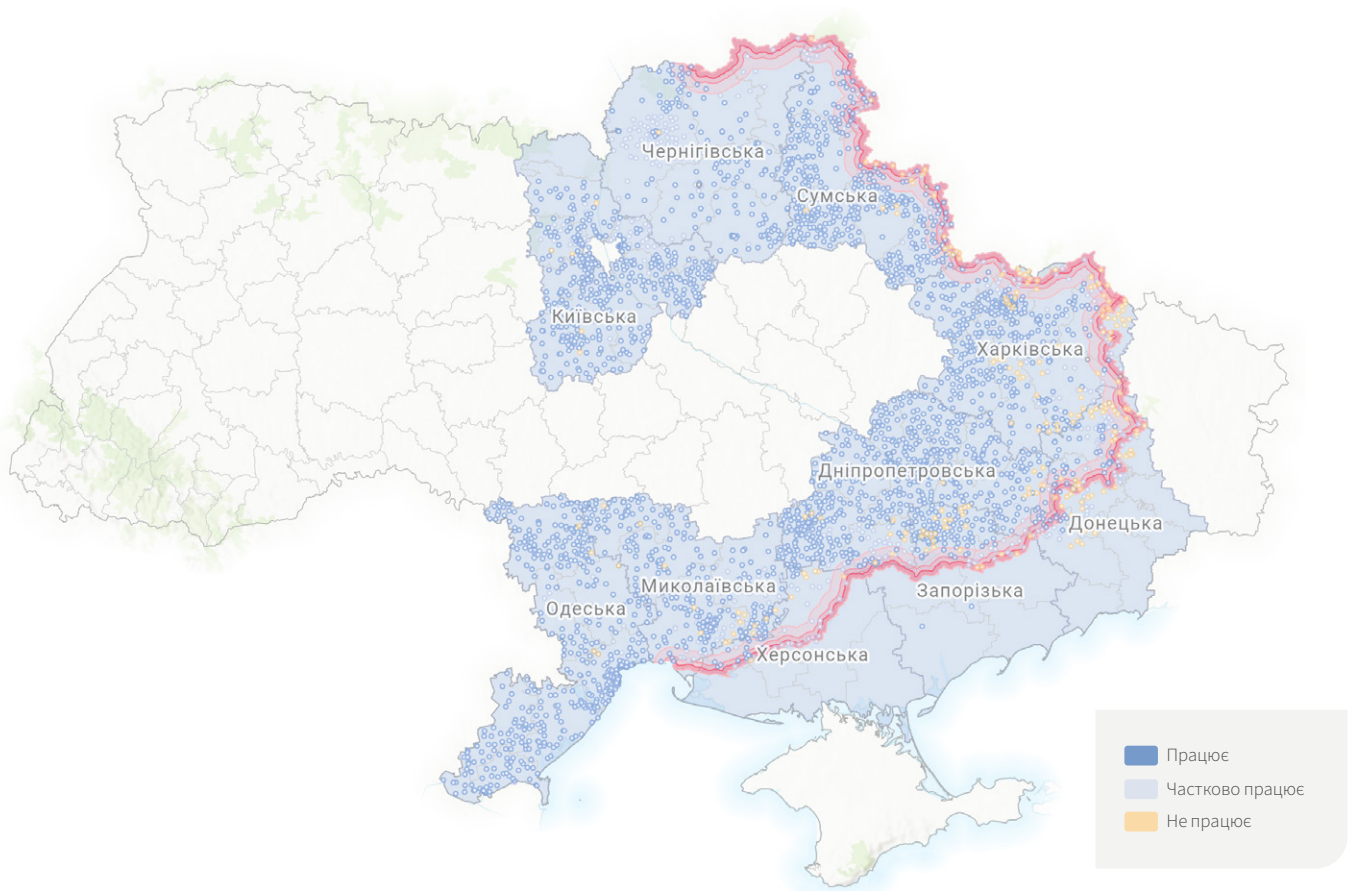 Чернігівська
Сумська
Київська
Харківська
Дніпропетровська
Донецька
Миколаївська
Запорізька
Одеська
Херсонська
Працює
Частково працює
Не працює